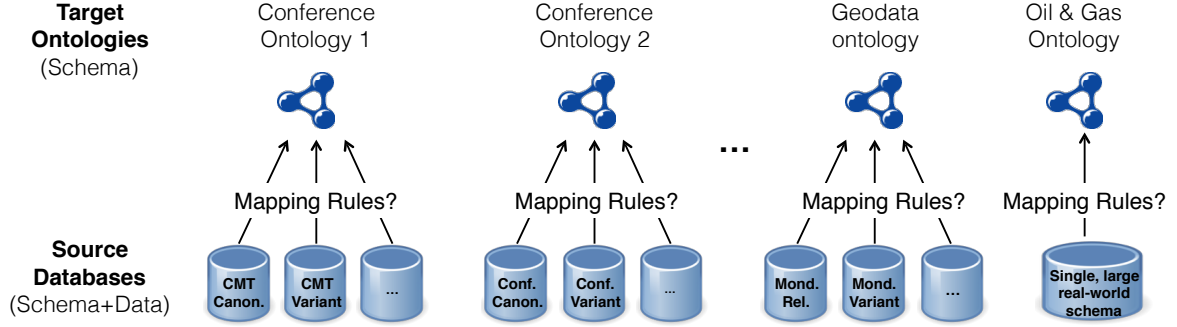 Target
Ontologies
(Schema)
Conference
Ontology 1
Conference
Ontology 2
Geodata
ontology
Oil & Gas
Ontology
...
Mapping Rules?
Mapping Rules?
Mapping Rules?
Mapping Rules?
Source
Databases
(Schema+Data)
CMT
Canon.
CMT
Variant
...
Conf.
Canon.
Conf.
Variant
...
Mond.
Rel.
Mond.
Variant
...
Single, large
real-world
schema